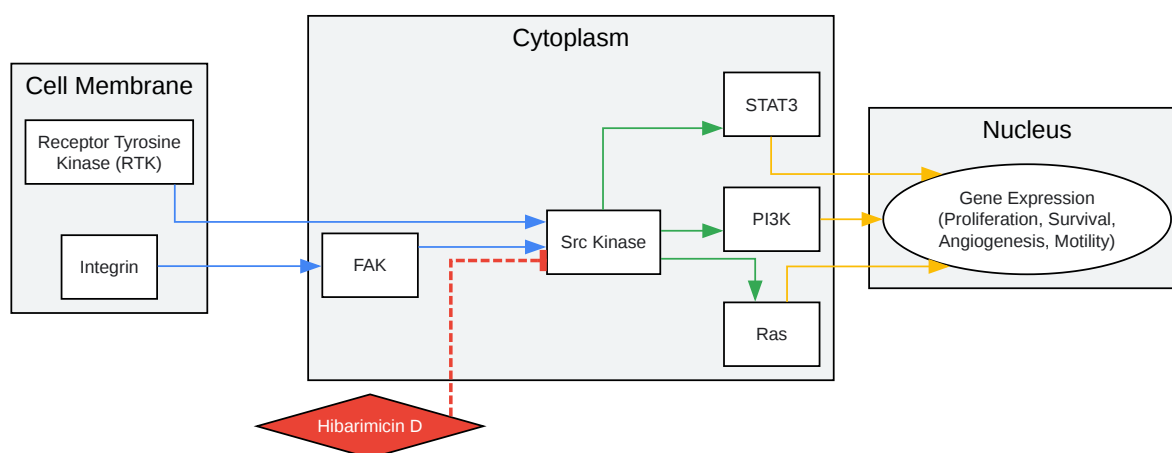 Cell Membrane
Receptor Tyrosine
Kinase (RTK)
Integrin
Cytoplasm
FAK
Src Kinase
STAT3
PI3K
Ras
Nucleus
Gene Expression
(Proliferation, Survival,
Angiogenesis, Motility)
Hibarimicin D